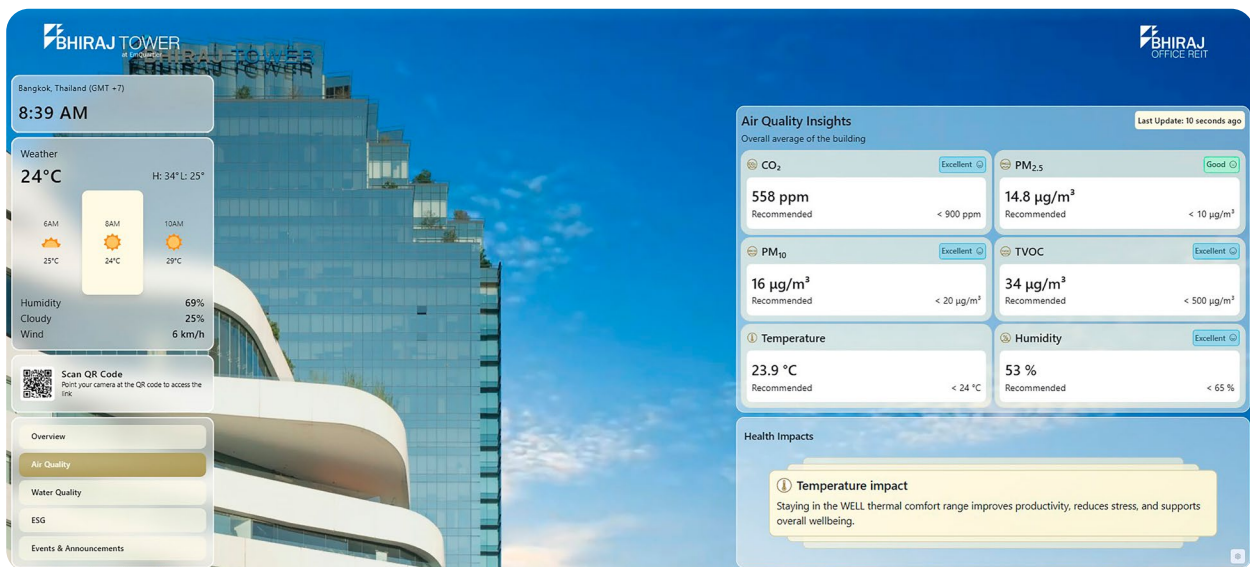 BHIRAJ TOWER
at EmQuartier
BHIRAJ TOWER
BHIRAJ
OFFICE REIT
Bangkok, Thailand (GMT +7)
8:39 AM
Weather
24°C
H: 34° L: 25°
6AM
8AM
10AM
25°C
24°C
29°C
Humidity 69%
Cloudy 25%
Wind 6 km/h
Scan QR Code
Point your camera at the QR code to access the
link
Overview
Air Quality
Water Quality
ESG
Events & Announcements
Air Quality Insights
Last Update: 10 seconds ago
Overall average of the building
CO₂ Excellent
558 ppm
Recommended < 900 ppm
PM₂.₅ Good
14.8 µg/m³
Recommended < 10 µg/m³
PM₁₀ Excellent
16 µg/m³
Recommended < 20 µg/m³
TVOC Excellent
34 µg/m³
Recommended < 500 µg/m³
Temperature
23.9 °C
Recommended < 24 °C
Humidity Excellent
53 %
Recommended < 65 %
Health Impacts
Temperature impact
Staying in the WELL thermal comfort range improves productivity, reduces stress, and supports
overall wellbeing.